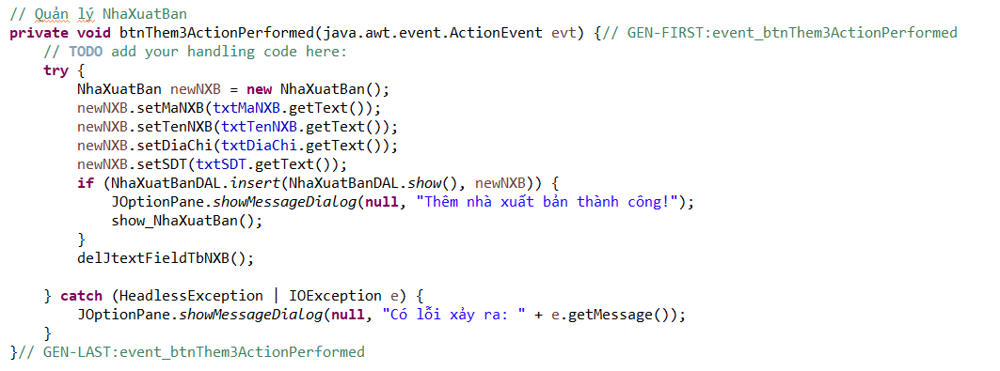 // Quản lý NhaXuatBan
private void btnThem3ActionPerformed(java.awt.event.ActionEvent evt) {// GEN-FIRST:event_btnThem3ActionPerformed
    // TODO add your handling code here:
    try {
        NhaXuatBan newNXB = new NhaXuatBan();
        newNXB.setMaNXB(txtMaNXB.getText());
        newNXB.setTenNXB(txtTenNXB.getText());
        newNXB.setDiaChi(txtDiaChi.getText());
        newNXB.setSDT(txtSDT.getText());
        if (NhaXuatBanDAL.insert(NhaXuatBanDAL.show(), newNXB)) {
            JOptionPane.showMessageDialog(null, "Thêm nhà xuất bản thành công!");
            show_NhaXuatBan();
        }
        delJtextFieldTbNXB();

    } catch (HeadlessException | IOException e) {
        JOptionPane.showMessageDialog(null, "Có lỗi xảy ra: " + e.getMessage());
    }
}// GEN-LAST:event_btnThem3ActionPerformed